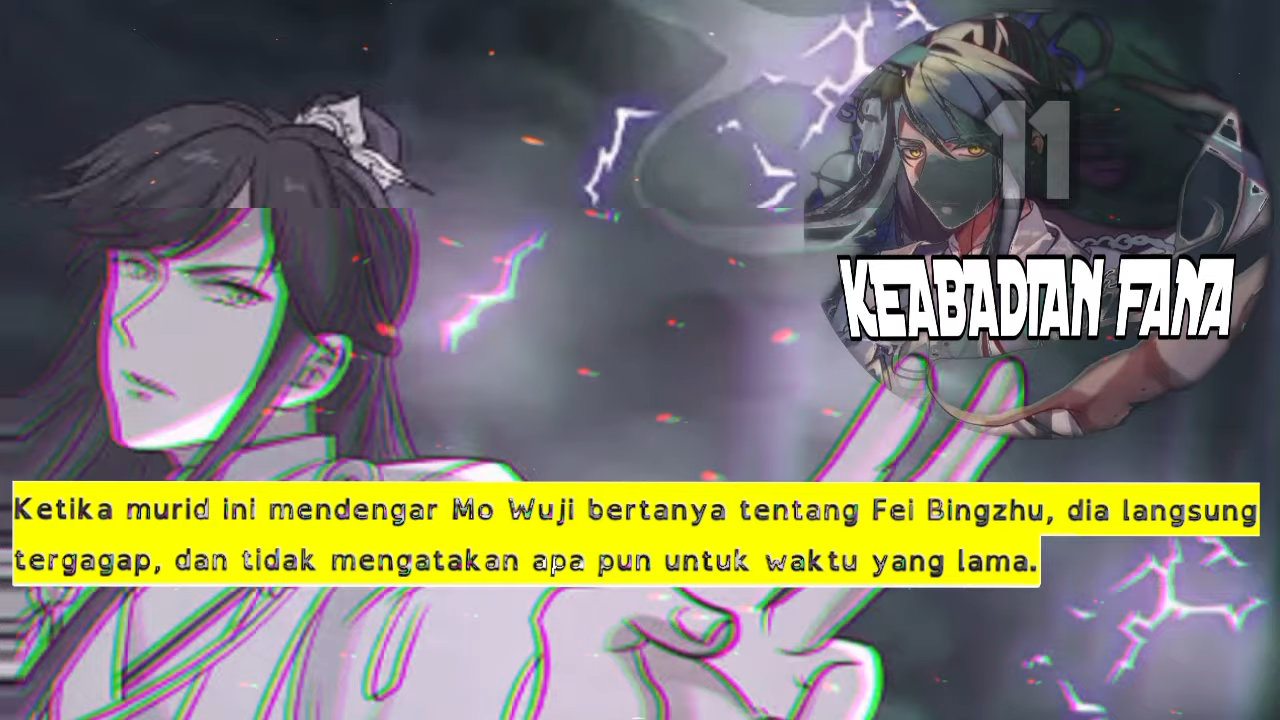 11
KEABADIAN FANA
Ketika murid ini mendengar Mo Wuji bertanya tentang Fei Bingzhu, dia langsung
tergagap, dan tidak mengatakan apa pun untuk waktu yang lama.